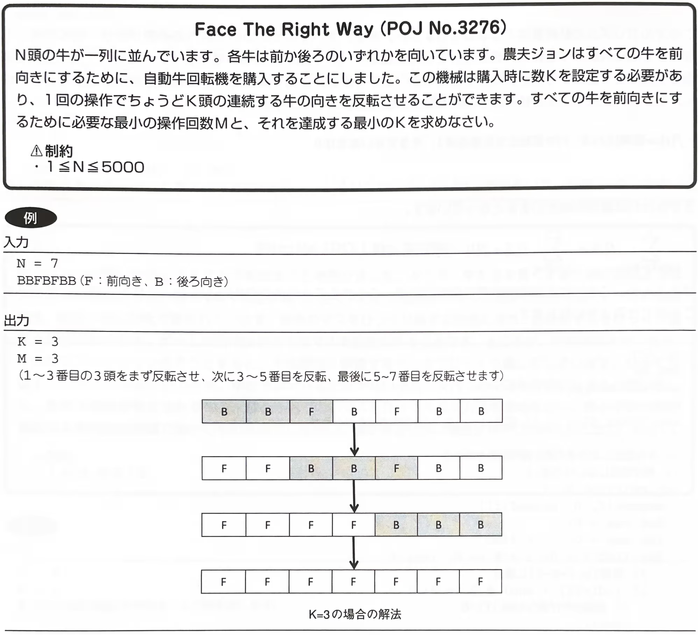 Face The Right Way (POJ No.3276)
N頭の牛が一列に並んでいます。各牛は前か後ろのいずれかを向いています。農夫ジョンはすべての牛を前
向きにするために、自動牛回転機を購入することにしました。この機械は購入時に数Kを設定する必要があ
り、1回の操作でちょうどK頭の連続する牛の向きを反転させることができます。すべての牛を前向きにす
るために必要な最小の操作回数Mと、それを達成する最小のKを求めなさい。
⚠制約
・1≦N≦5000
例
入力
N = 7
BBFBFBB(F:前向き、B:後ろ向き)
出力
K = 3
M = 3
(1〜3番目の3頭をまず反転させ、次に3〜5番目を反転、最後に5~7番目を反転させます)
B B F B F B B
F F B B F B B
F F F F B B B
F F F F F F F
K=3の場合の解法